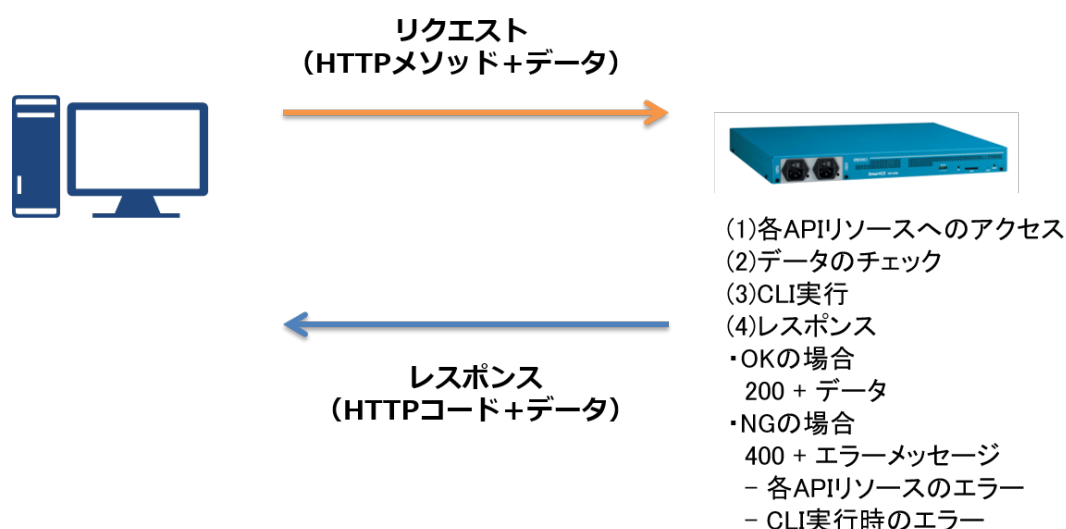 リクエスト
（HTTPメソッド＋データ）
(1)各APIリソースへのアクセス
(2)データのチェック
(3)CLI実行
(4)レスポンス
・OKの場合
200 + データ
・NGの場合
400 + エラーメッセージ
− 各APIリソースのエラー
− CLI実行時のエラー
レスポンス
（HTTPコード＋データ）